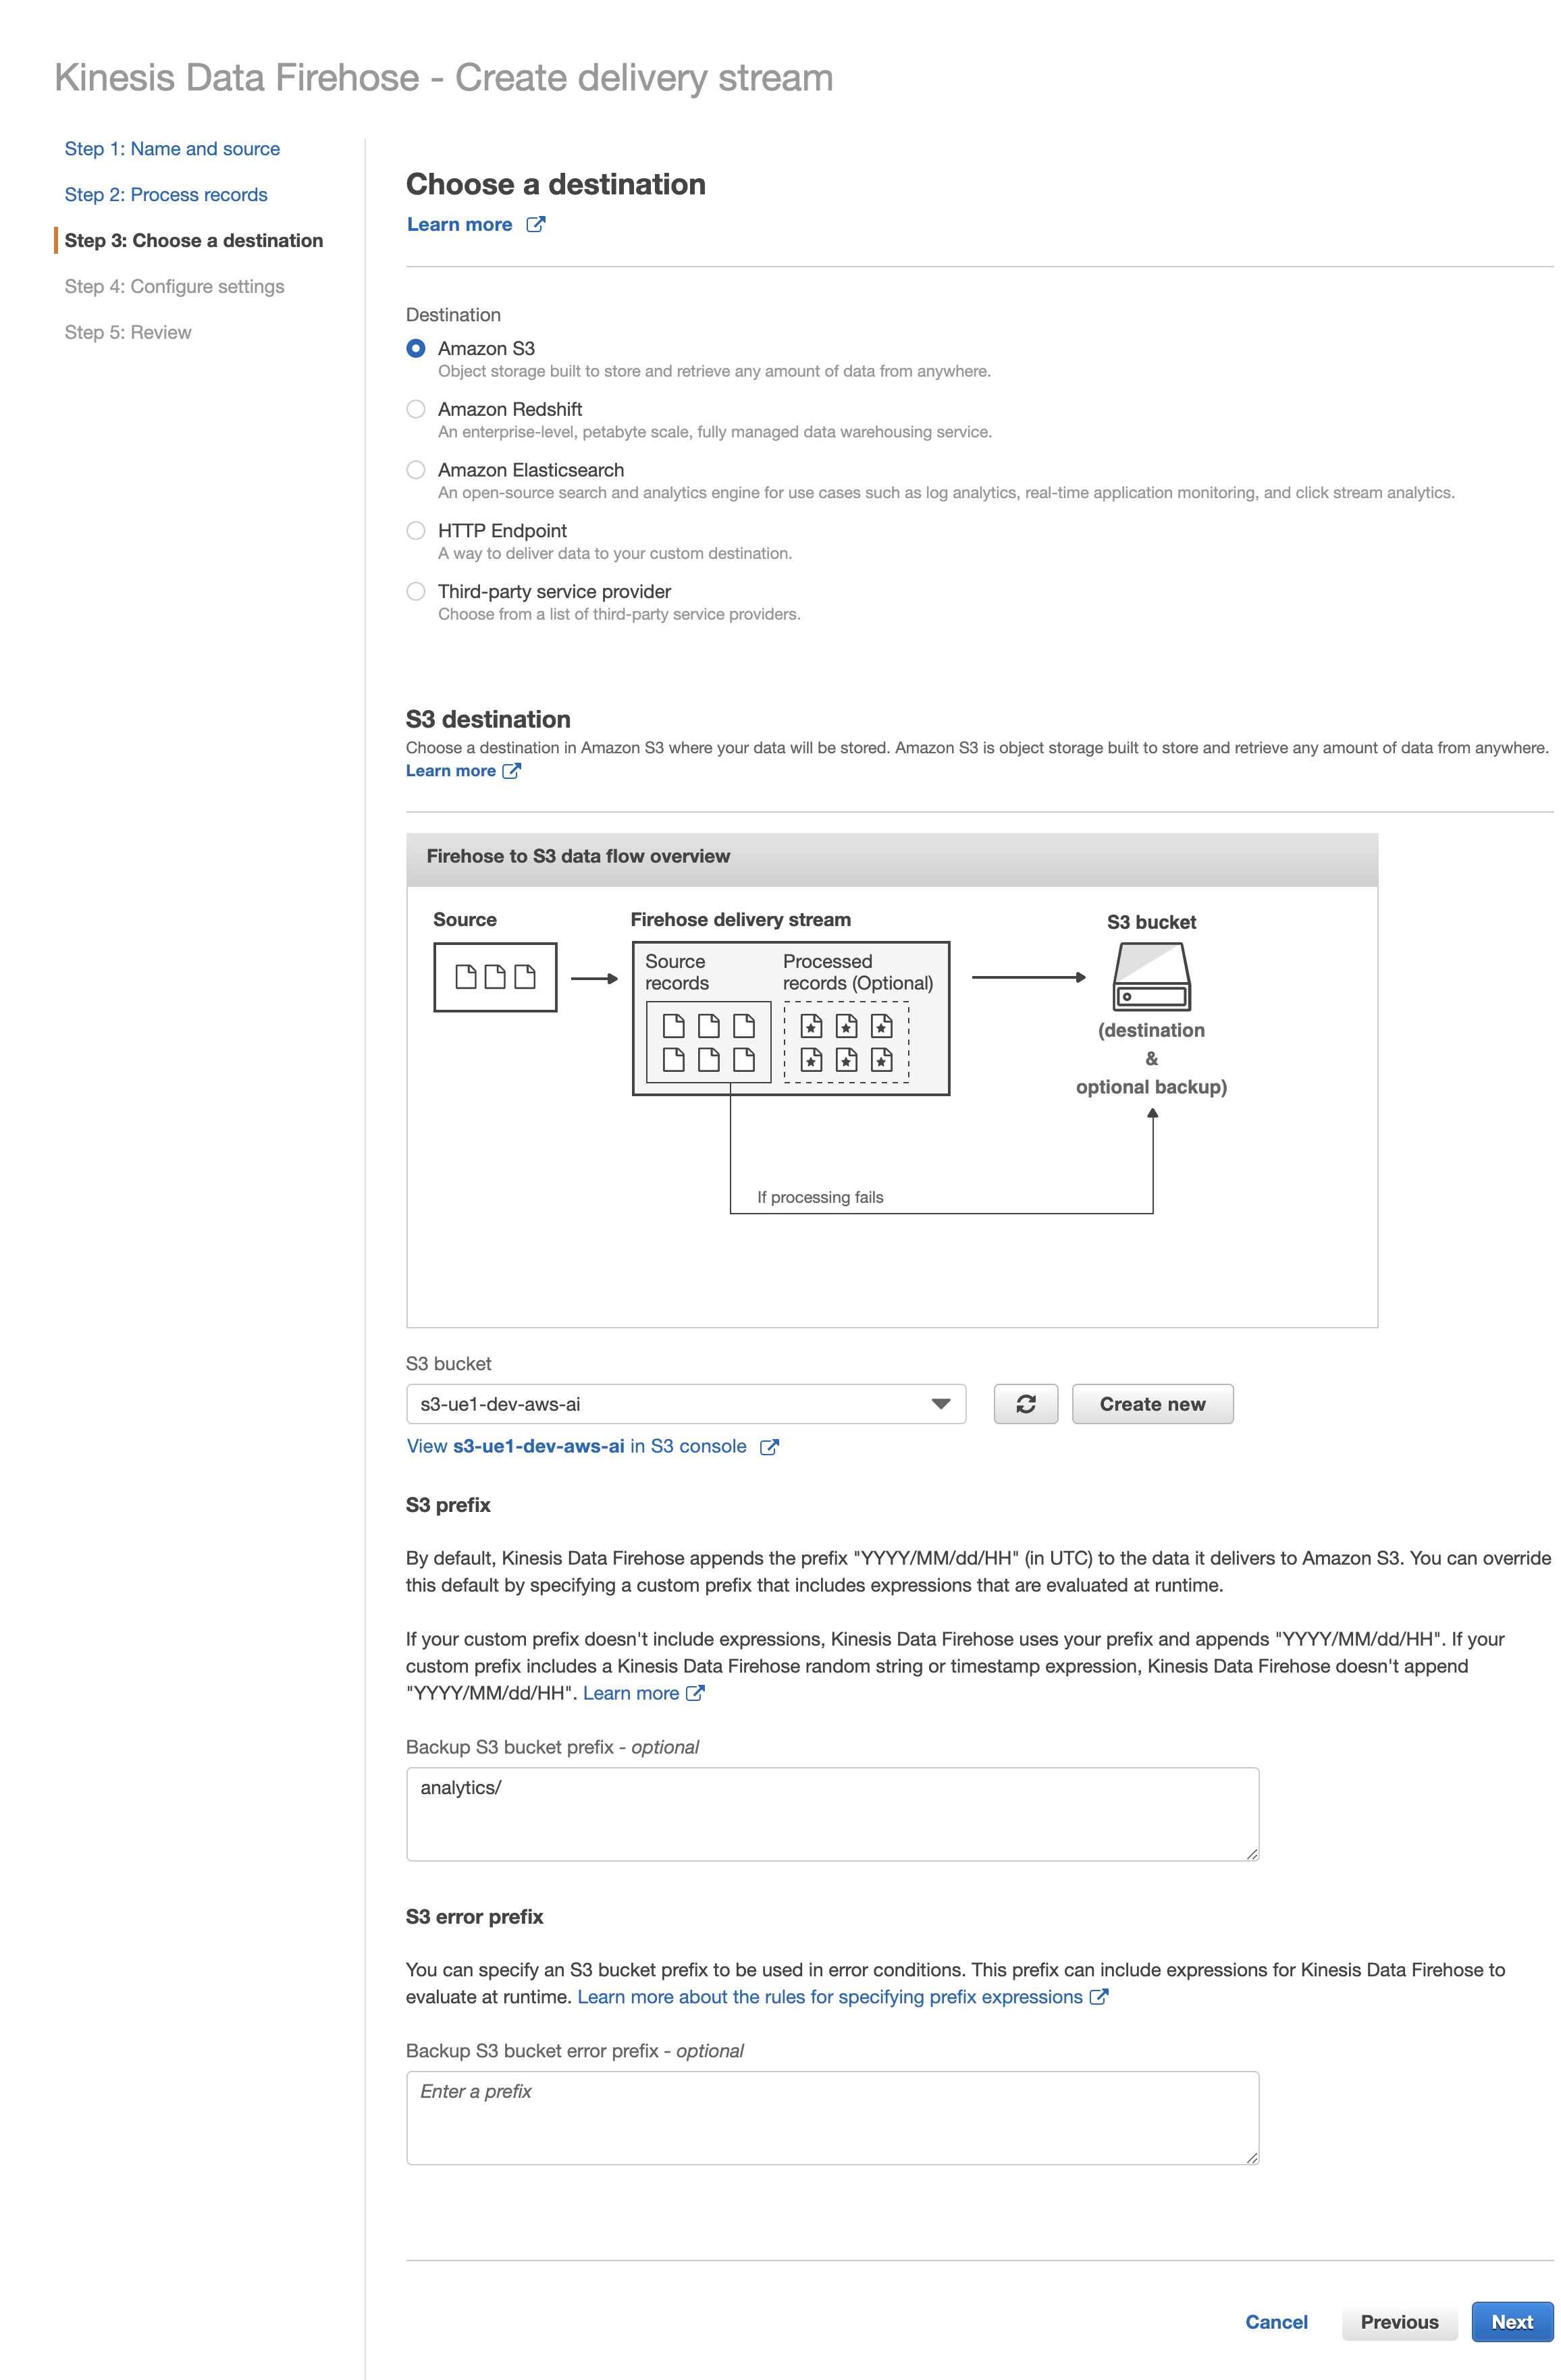 Kinesis Data Firehose - Create delivery stream
Step 1: Name and source
Step 2: Process records
Step 3: Choose a destination
Step 4: Configure settings
Step 5: Review
Choose a destination
Learn more
Destination
Amazon S3
Object storage built to store and retrieve any amount of data from anywhere.
Amazon Redshift
An enterprise-level, petabyte scale, fully managed data warehousing service.
Amazon Elasticsearch
An open-source search and analytics engine for use cases such as log analytics, real-time application monitoring, and click stream analytics.
HTTP Endpoint
A way to deliver data to your custom destination.
Third-party service provider
Choose from a list of third-party service providers.
S3 destination
Choose a destination in Amazon S3 where your data will be stored. Amazon S3 is object storage built to store and retrieve any amount of data from anywhere.
Learn more
Firehose to S3 data flow overview
Source
Firehose delivery stream
S3 bucket
Source
records
Processed
records (Optional)
(destination
&
optional backup)
If processing fails
S3 bucket
s3-ue1-dev-aws-ai
Create new
View s3-ue1-dev-aws-ai in S3 console
S3 prefix
By default, Kinesis Data Firehose appends the prefix "YYYY/MM/dd/HH" (in UTC) to the data it delivers to Amazon S3. You can override
this default by specifying a custom prefix that includes expressions that are evaluated at runtime.
If your custom prefix doesn't include expressions, Kinesis Data Firehose uses your prefix and appends "YYYY/MM/dd/HH". If your
custom prefix includes a Kinesis Data Firehose random string or timestamp expression, Kinesis Data Firehose doesn't append
"YYYY/MM/dd/HH". Learn more
Backup S3 bucket prefix - optional
analytics/
S3 error prefix
You can specify an S3 bucket prefix to be used in error conditions. This prefix can include expressions for Kinesis Data Firehose to
evaluate at runtime. Learn more about the rules for specifying prefix expressions
Backup S3 bucket error prefix - optional
Enter a prefix
Cancel
Previous
Next